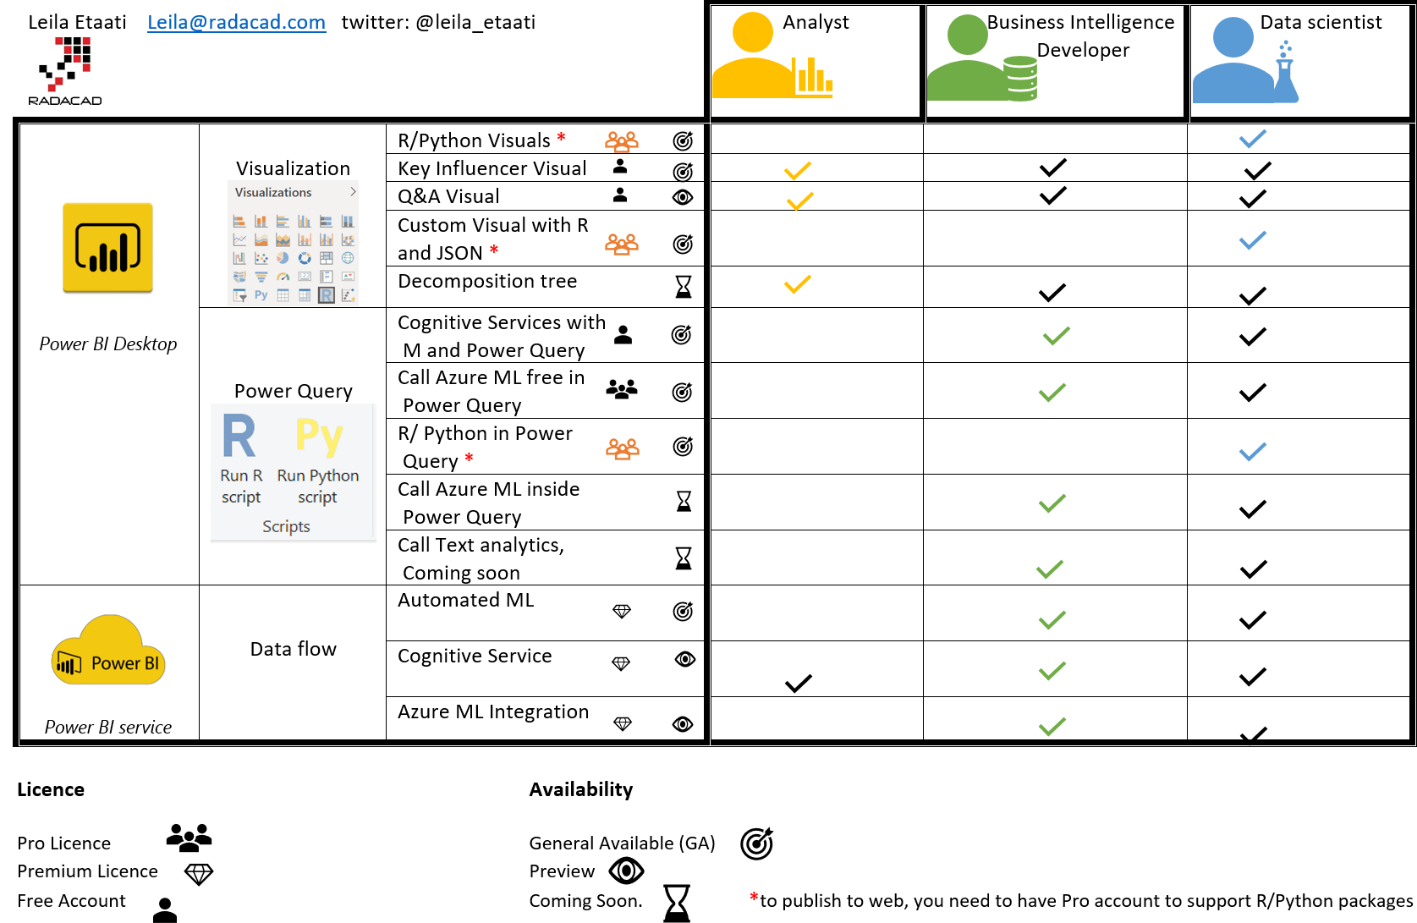 Leila Etaati Leila@radacad.com twitter: @leila_etaati
RADACAD
Analyst
Business Intelligence
Developer
Data scientist
Power BI Desktop
Visualization
Visualizations >
Py
R
R/Python Visuals *
Key Influencer Visual
Q&A Visual
Custom Visual with R
and JSON *
Decomposition tree
Power Query
R Py
Run R Run Python
script script
Scripts
Cognitive Services with
M and Power Query
Call Azure ML free in
Power Query
R/ Python in Power
Query *
Call Azure ML inside
Power Query
Call Text analytics,
Coming soon
Power BI
Power BI service
Data flow
Automated ML
Cognitive Service
Azure ML Integration
Licence
Pro Licence
Premium Licence
Free Account
Availability
General Available (GA)
Preview
Coming Soon.
*to publish to web, you need to have Pro account to support R/Python packages